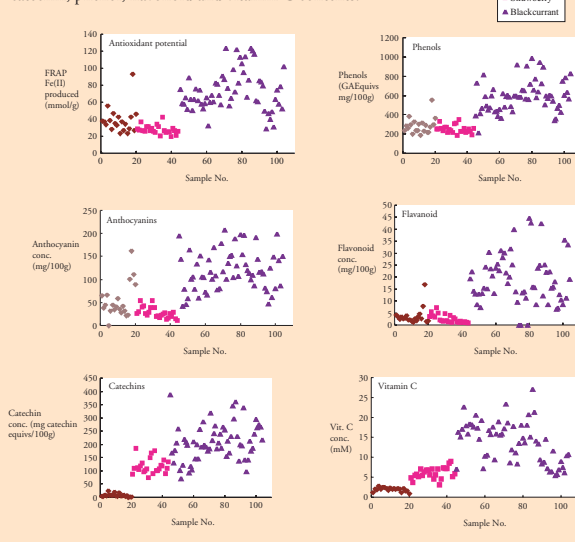 Blackcurrant
Antioxidant potential
FRAP
Fe(II)
produced
(mmol/g)
140
120
100
80
60
40
20
0
0 20 40 60 80 100
Sample No.
Phenols
Phenols
(GAEquivs
mg/100g)
1200
1000
800
600
400
200
0
0 20 40 60 80 100
Sample No.
Anthocyanins
Anthocyanin
conc.
(mg/100g)
250
200
150
100
50
0
0 20 40 60 80 100
Sample No.
Flavanoid
Flavonoid
conc.
(mg/100g)
50
45
40
35
30
25
20
15
10
5
0
0 20 40 60 80 100
Sample No.
Catechins
Catechin
conc. (mg catechin
equivs/100g)
450
400
350
300
250
200
150
100
50
0
0 20 40 60 80 100
Sample No.
Vitamin C
Vit. C
conc.
(mM)
30
25
20
15
10
5
0
0 20 40 60 80 100
Sample No.